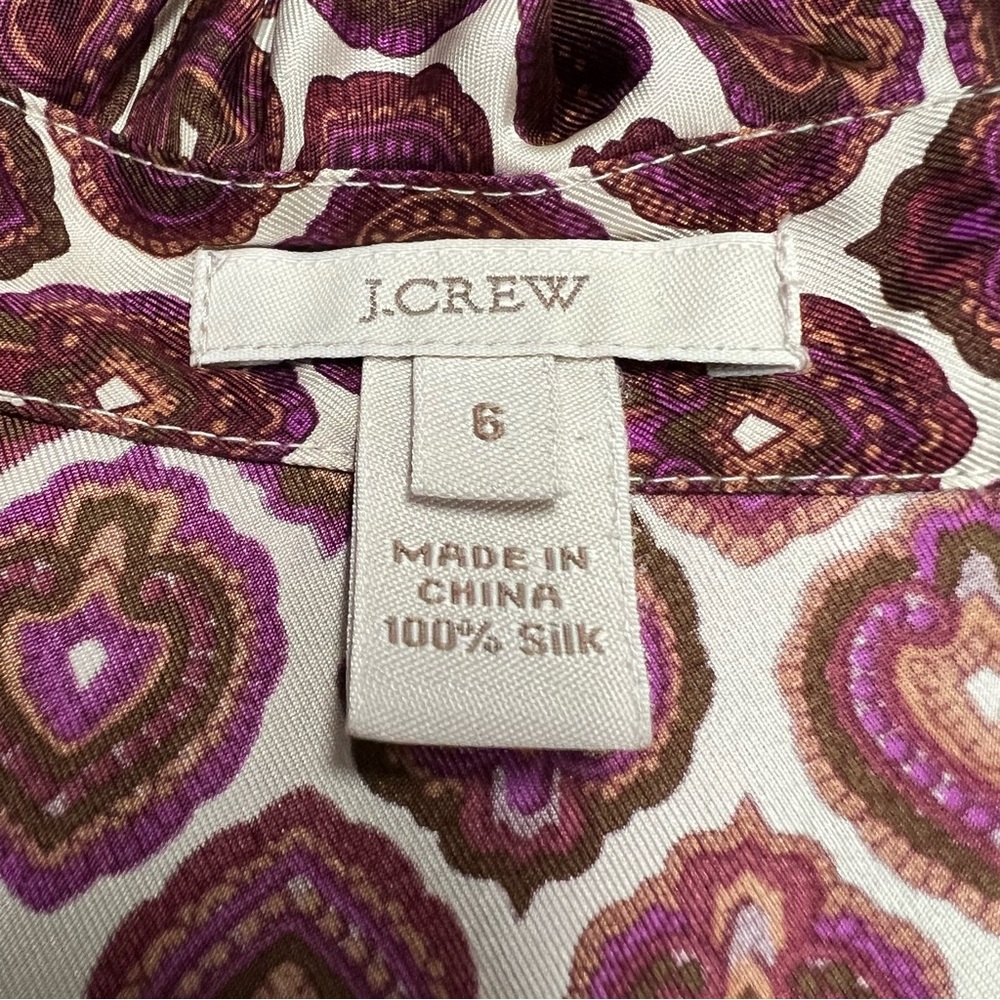 J.CREW
6
MADE IN
CHINA
100% Silk